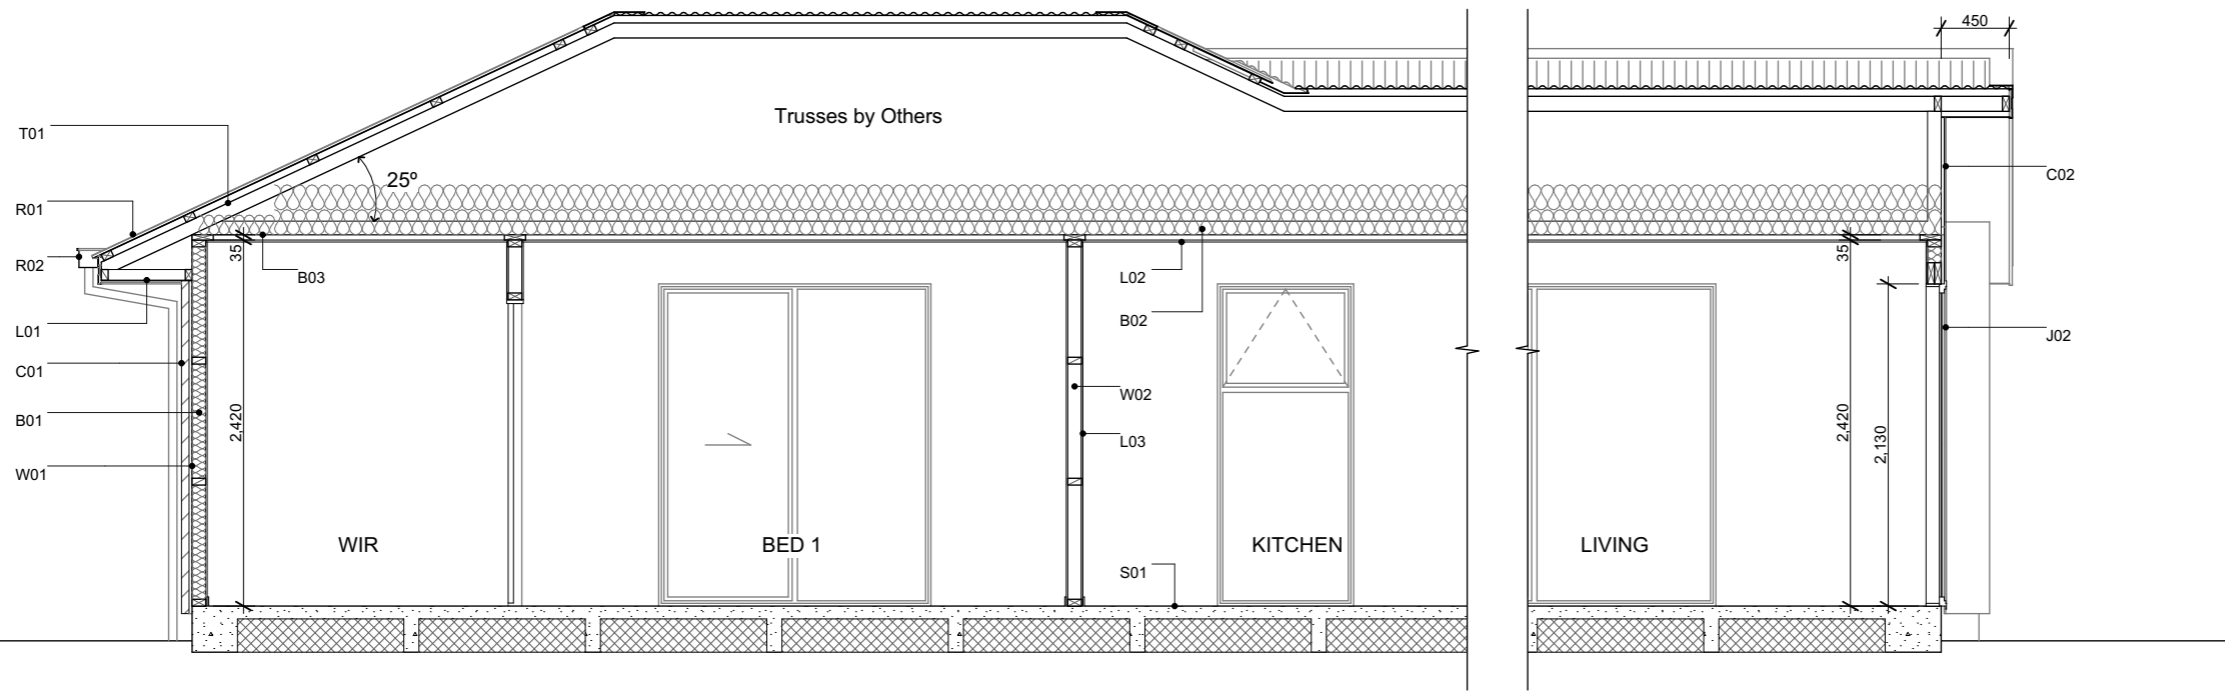 450
Trusses by Others
T01
C02
25º
R01
R02
35
B03
L02
35
B02
L01
J02
C01
W02
B01
2,420
2,420
2,130
L03
W01
WIR
BED 1
KITCHEN
LIVING
S01